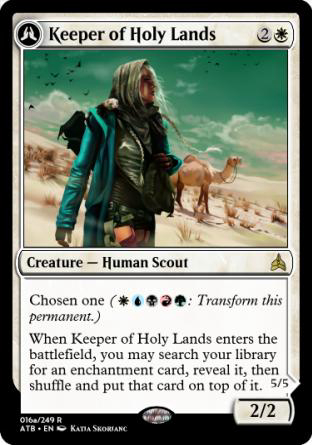 Keeper of Holy Lands 2
Creature — Human Scout
Chosen one ( : Transform this
permanent.)
When Keeper of Holy Lands enters the
battlefield, you may search your library
for an enchantment card, reveal it, then
shuffle and put that card on top of it. 5/5
2/2
016a/249 R
ATB • EN Katia Skorjanc